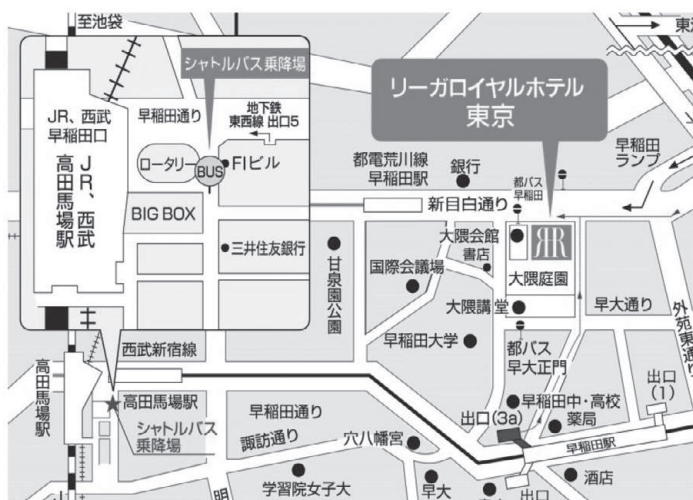 至池袋
シャトルバス乗降場
JR、西武
早稲田口
JR、西武
高田馬場駅
早稲田通り
地下鉄
東西線 出口5
ロータリー
BUS
FIビル
BIG BOX
三井住友銀行
リーガロイヤルホテル
東京
早稲田
ランプ
都電荒川線
早稲田駅
銀行
都バス
早稲田
新目白通り
大隈会館
書店
国際会議場
大隈庭園
甘泉園公園
大隈講堂
早大通り
外苑東通り
早稲田大学
都バス
早大正門
西武新宿線
高田馬場駅
高田馬場駅
シャトルバス
乗降場
早稲田通り
諏訪通り
穴八幡宮
出口(3a)
早稲田中・高校
薬局
出口
(1)
早稲田駅
学習院女子大
明
早大
出口
酒店